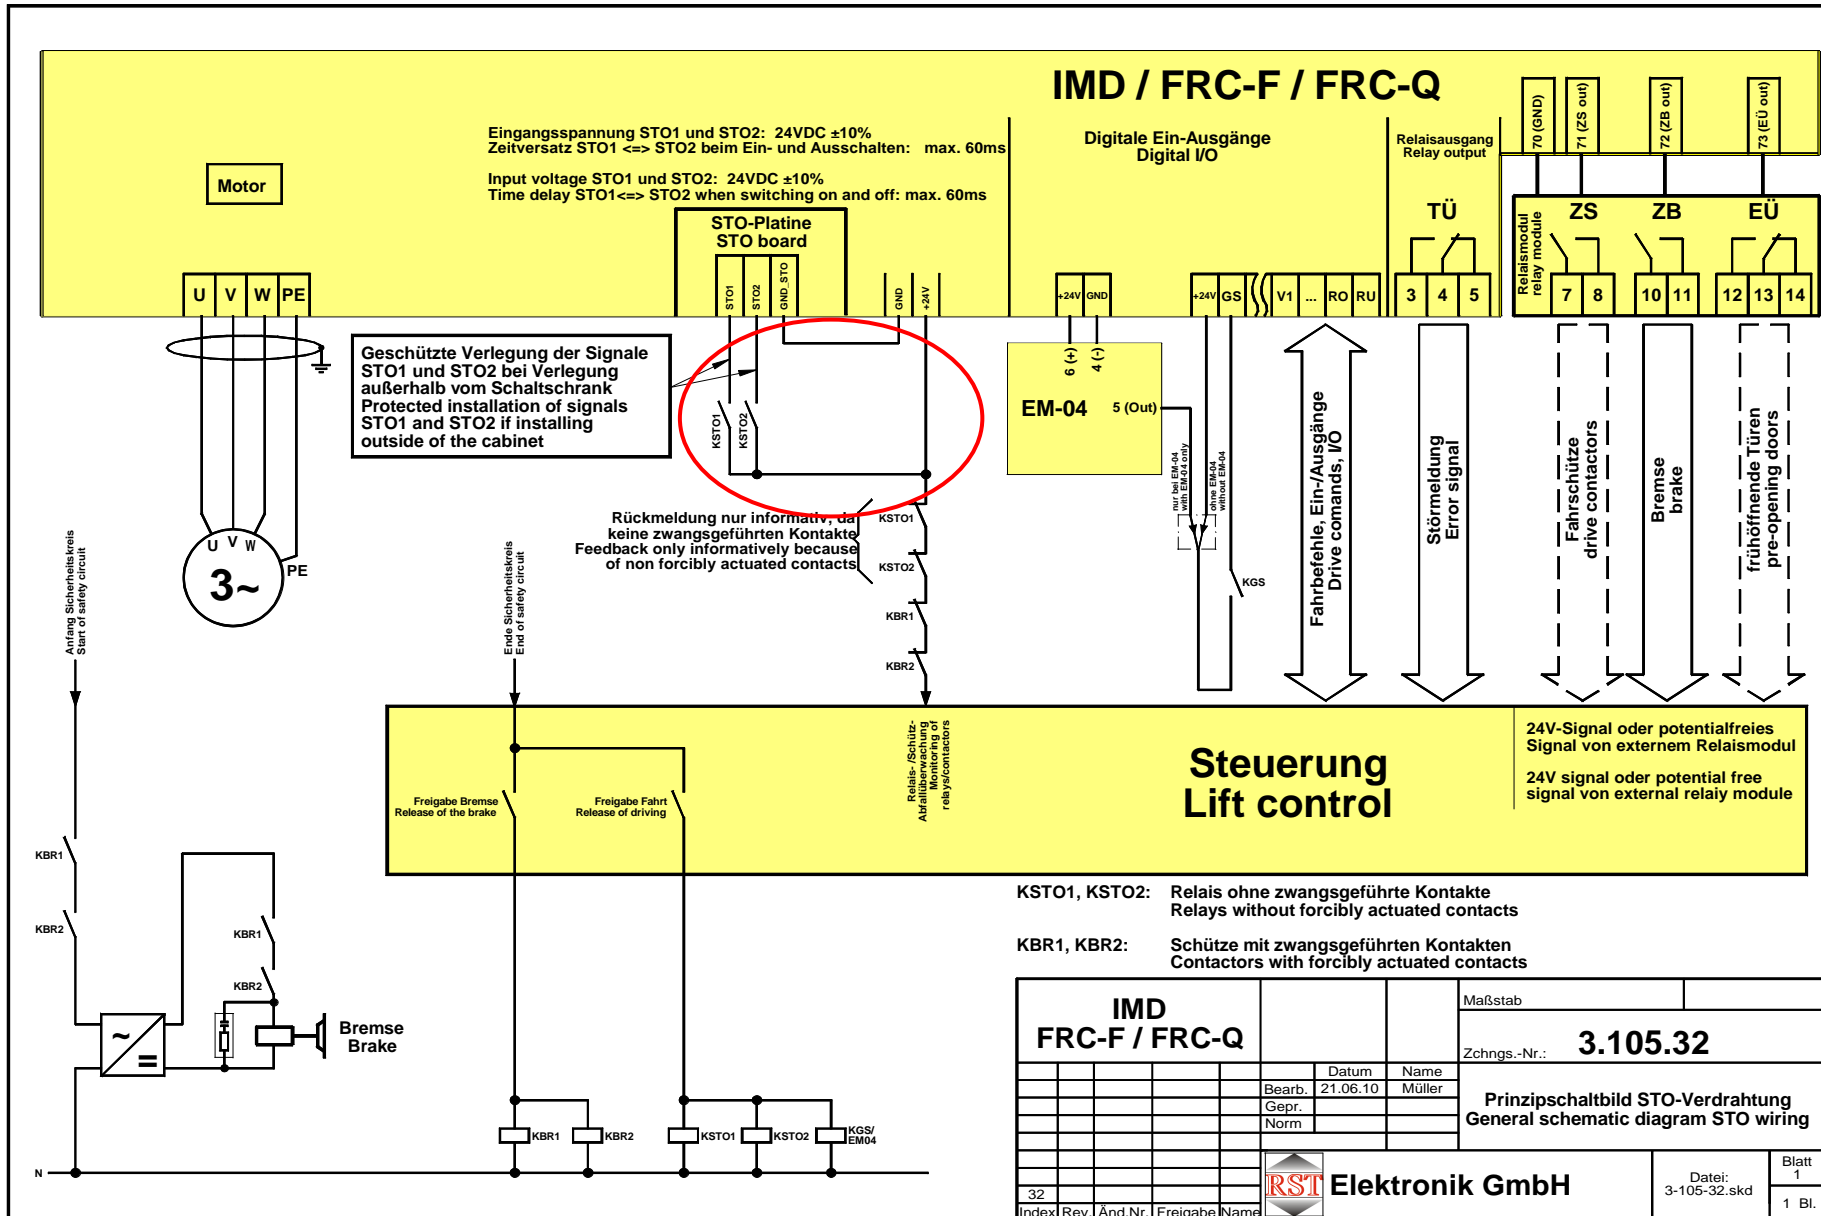 IMD / FRC-F / FRC-Q
Eingangsspannung STO1 und STO2: 24VDC ±10%
Zeitversatz STO1 <=> STO2 beim Ein- und Ausschalten: max. 60ms
Input voltage STO1 und STO2: 24VDC ±10%
Time delay STO1<=> STO2 when switching on and off: max. 60ms
Digitale Ein-Ausgänge
Digital I/O
Relaisausgang
Relay output
70 (GND)
71 (ZS out)
72 (ZB out)
73 (EÜ out)
Motor
STO-Platine
STO board
TÜ
Relaismodul
relay module
ZS
ZB
EÜ
U
V
W
PE
STO1
STO2
GND_STO
GND
+24V
+24V
GND
+24V
GS
V1
...
RO
RU
3
4
5
7
8
10
11
12
13
14
Geschützte Verlegung der Signale
STO1 und STO2 bei Verlegung
außerhalb vom Schaltschrank
Protected installation of signals
STO1 and STO2 if installing
outside of the cabinet
KSTO1
KSTO2
6 (+)
4 (-)
EM-04
5 (Out)
nur bei EM-04
with EM-04 only
ohne EM-04
without EM-04
KGS
Fahrbefehle, Ein-/Ausgänge
Drive comands, I/O
Störmeldung
Error signal
Fahrschütze
drive contactors
Bremse
brake
frühöffnende Türen
pre-opening doors
Rückmeldung nur informativ, da
keine zwangsgeführten Kontakte
Feedback only informatively because
of non forcibly actuated contacts
KSTO1
KSTO2
KBR1
KBR2
U
V
W
PE
3~
Anfang Sicherheitskreis
Start of safety circuit
Ende Sicherheitskreis
End of safety circuit
Relais- /Schütz-
Abfallüberwachung
Monitoring of
relays/contactors
Freigabe Bremse
Release of the brake
Freigabe Fahrt
Release of driving
Steuerung
Lift control
24V-Signal oder potentialfreies
Signal von externem Relaismodul
24V signal oder potential free
signal von external relaiy module
KBR1
KBR2
KBR1
KBR2
~
=
Bremse
Brake
KBR1
KBR2
KSTO1
KSTO2
KGS/
EM04
N
KSTO1, KSTO2: Relais ohne zwangsgeführte Kontakte
Relays without forcibly actuated contacts
KBR1, KBR2: Schütze mit zwangsgeführten Kontakten
Contactors with forcibly actuated contacts
IMD
FRC-F / FRC-Q
Maßstab
Zchngs.-Nr.: 3.105.32
Datum Name
Bearb. 21.06.10 Müller
Gepr.
Norm
Prinzipschaltbild STO-Verdrahtung
General schematic diagram STO wiring
32
Index Rev. Änd.Nr. Freigabe Name
RST Elektronik GmbH
Datei:
3-105-32.skd
Blatt
1
1 Bl.